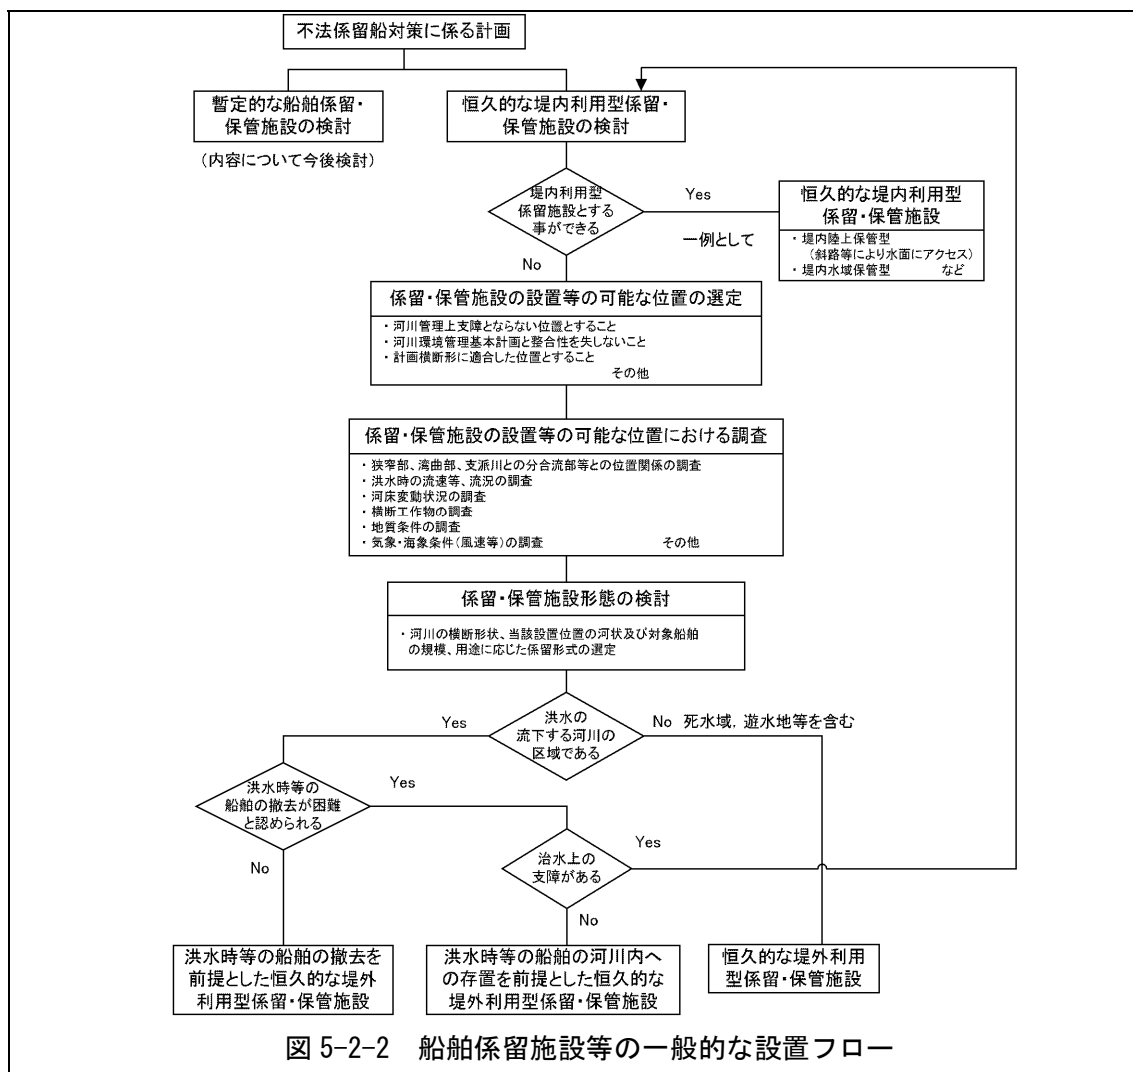 不法係留船対策に係る計画
暫定的な船舶係留・
保管施設の検討
(内容について今後検討)
恒久的な堤内利用型係留・
保管施設の検討
堤内利用型
係留施設とする
事ができる
Yes
一例として
No
恒久的な堤内利用型
係留・保管施設
・堤内陸上保管型
(斜路等により水面にアクセス)
・堤内水域保管型 など
係留・保管施設の設置等の可能な位置の選定
・河川管理上支障とならない位置とすること
・河川環境管理基本計画と整合性を失しないこと
・計画横断形に適合した位置とすること
その他
係留・保管施設の設置等の可能な位置における調査
・狭窄部、湾曲部、支派川との分合流部等との位置関係の調査
・洪水時の流速等、流況の調査
・河床変動状況の調査
・横断工作物の調査
・地質条件の調査
・気象・海象条件(風速等)の調査 その他
係留・保管施設形態の検討
・河川の横断形状、当該設置位置の河状及び対象船舶
の規模、用途に応じた係留形式の選定
洪水の
流下する河川の
区域である
Yes
No 死水域，遊水地等を含む
洪水時等の
船舶の撤去が困難
と認められる
Yes
No
治水上の
支障がある
Yes
No
洪水時等の船舶の撤去を
前提とした恒久的な堤外
利用型係留・保管施設
洪水時等の船舶の河川内へ
の存置を前提とした恒久的な
堤外利用型係留・保管施設
恒久的な堤外利用
型係留・保管施設
図 5-2-2 船舶係留施設等の一般的な設置フロー